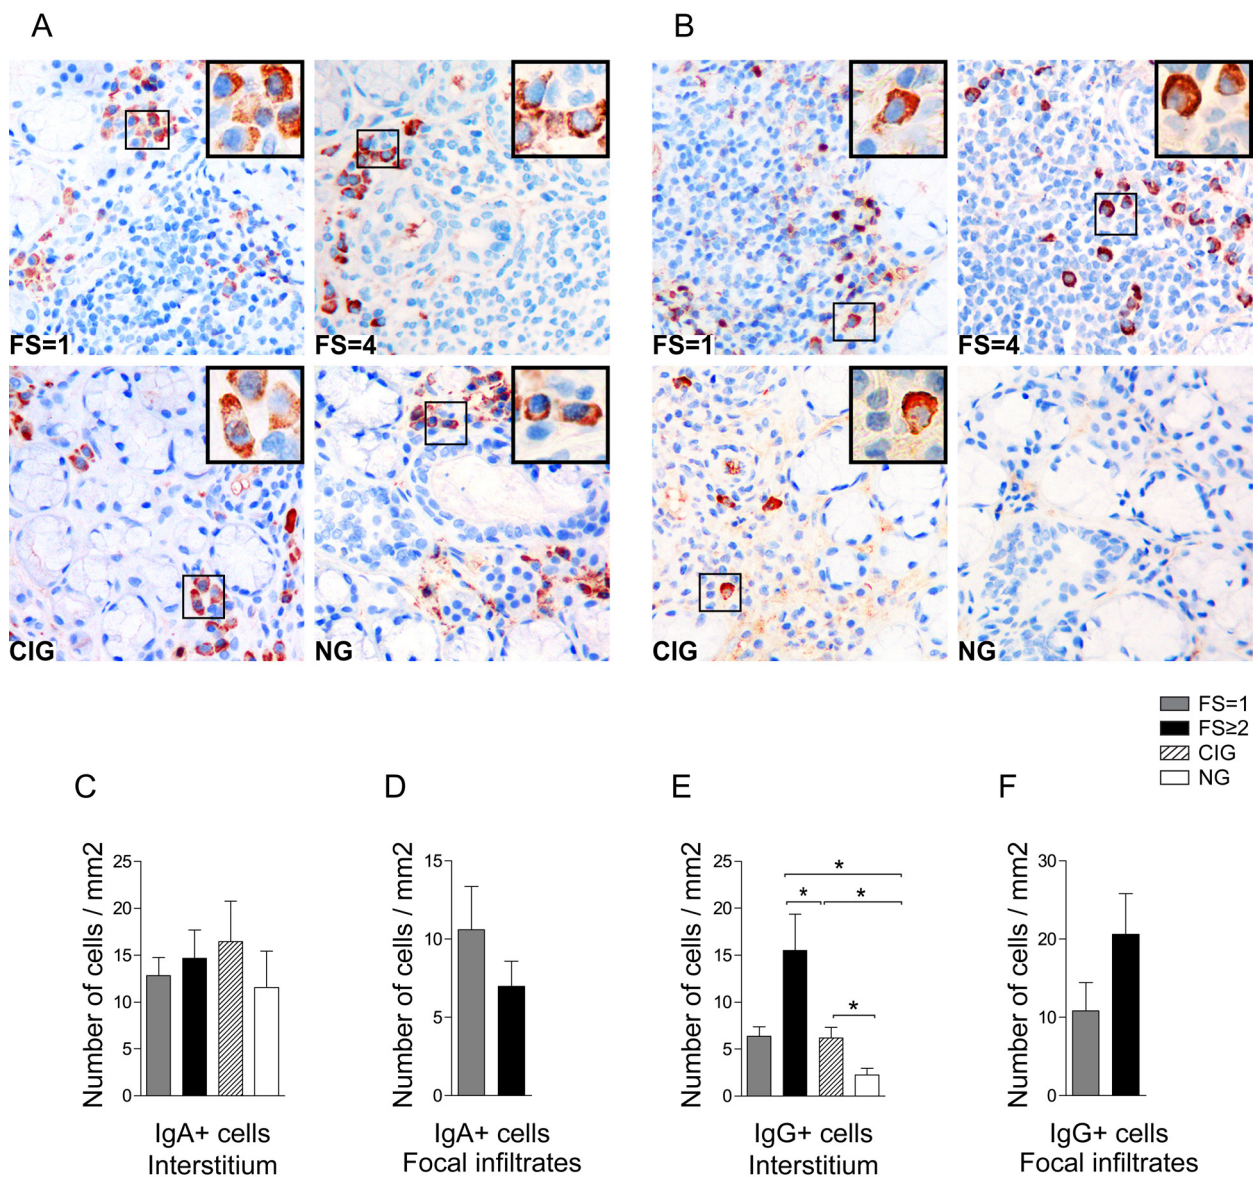 A
B
FS=1
FS=4
FS=1
FS=4
CIG
NG
CIG
NG
FS=1
FS≥2
CIG
NG
C
D
E
F
Number of cells / mm2
25
20
15
10
5
0
IgA+ cells
Interstitium
Number of cells / mm2
15
10
5
0
IgA+ cells
Focal infiltrates
Number of cells / mm2
25
20
15
10
5
0
*
*
*
*
IgG+ cells
Interstitium
Number of cells / mm2
30
20
10
0
IgG+ cells
Focal infiltrates